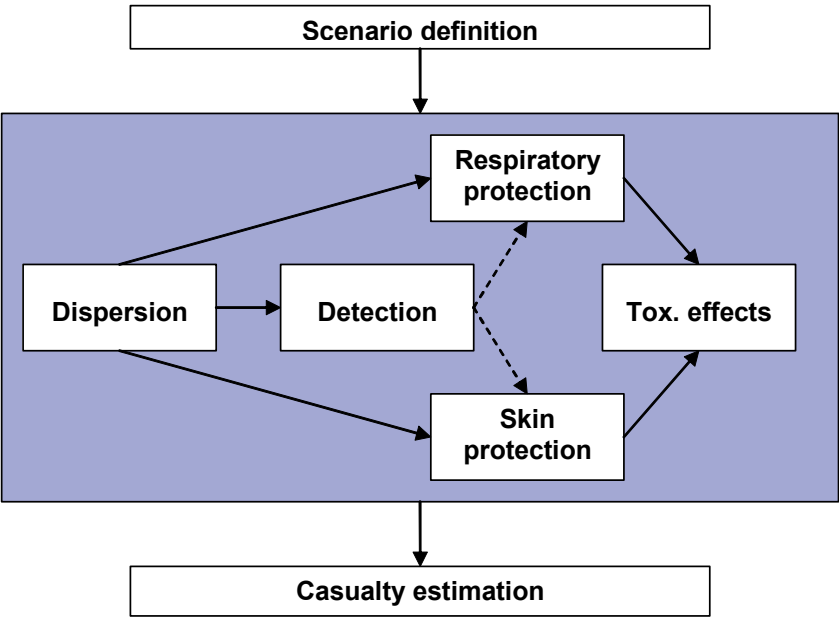 Scenario definition
Respiratory
protection
Dispersion
Detection
Tox. effects
Skin
protection
Casualty estimation